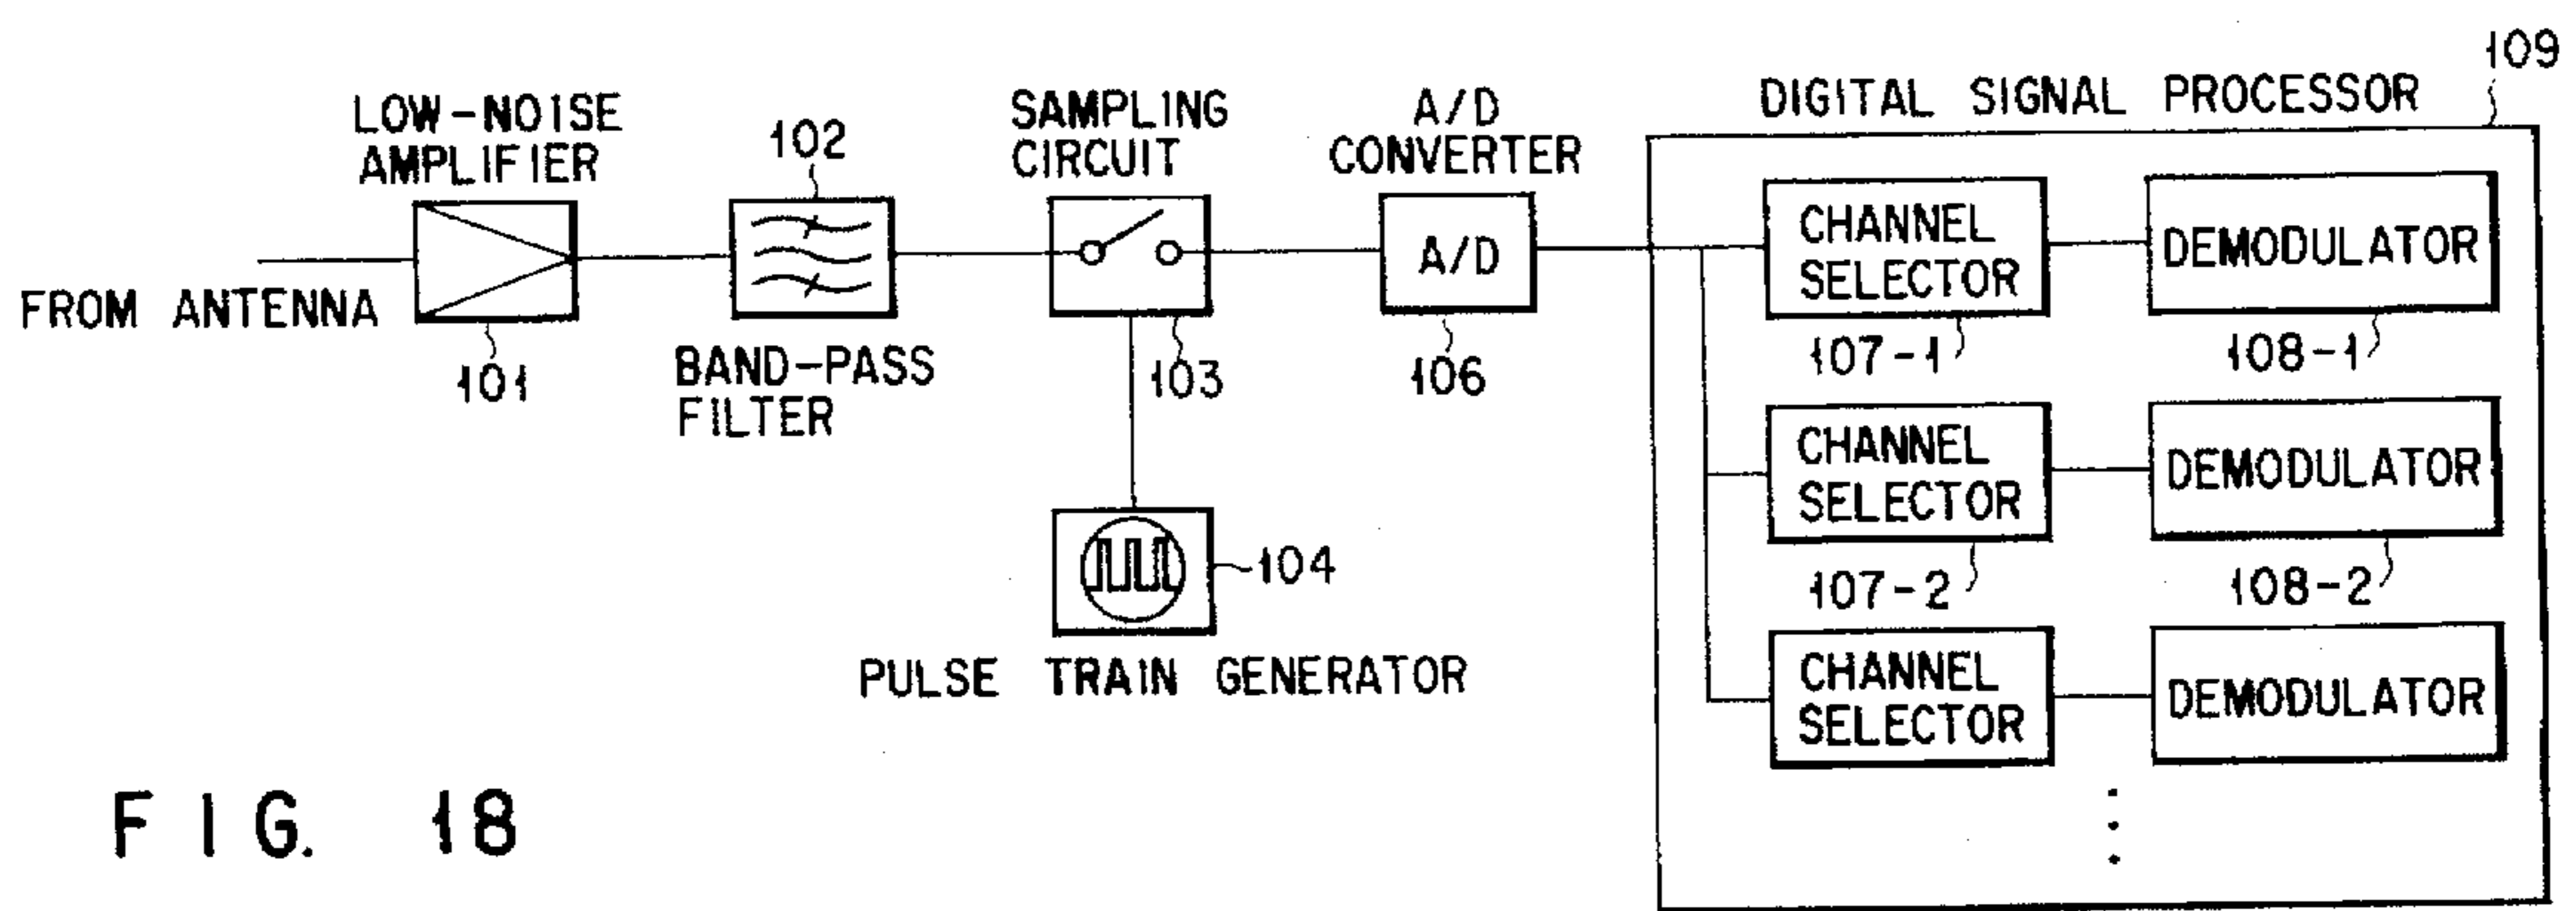 109
DIGITAL SIGNAL PROCESSOR
LOW-NOISE
AMPLIFIER
102
SAMPLING
CIRCUIT
A/D
CONVERTER
FROM ANTENNA
101
BAND-PASS
FILTER
103
A/D
106
CHANNEL
SELECTOR
DEMODULATOR
107-1
108-1
CHANNEL
SELECTOR
DEMODULATOR
104
107-2
108-2
PULSE TRAIN GENERATOR
CHANNEL
SELECTOR
DEMODULATOR
FIG. 18